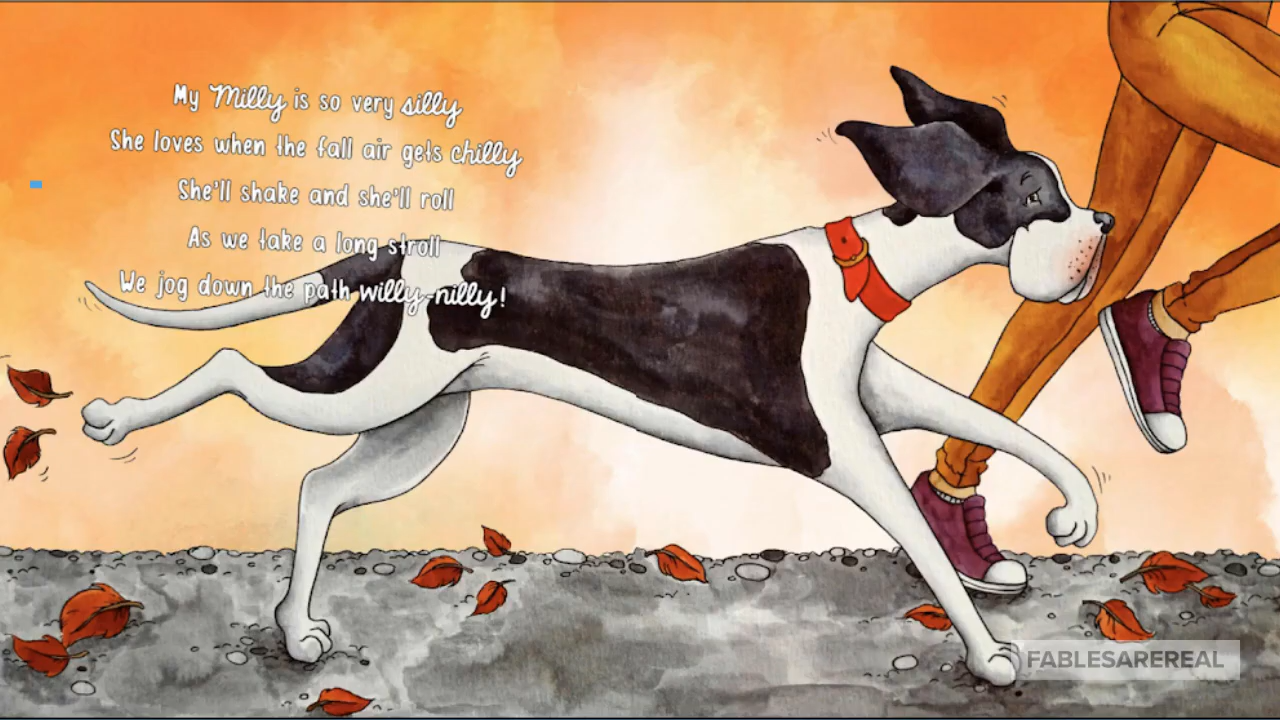 My Milly is so very silly
She loves when the fall air gets chilly
She'll shake and she'll roll
As we take a long stroll
We jog down the path willy-nilly!
FABLESAREREAL